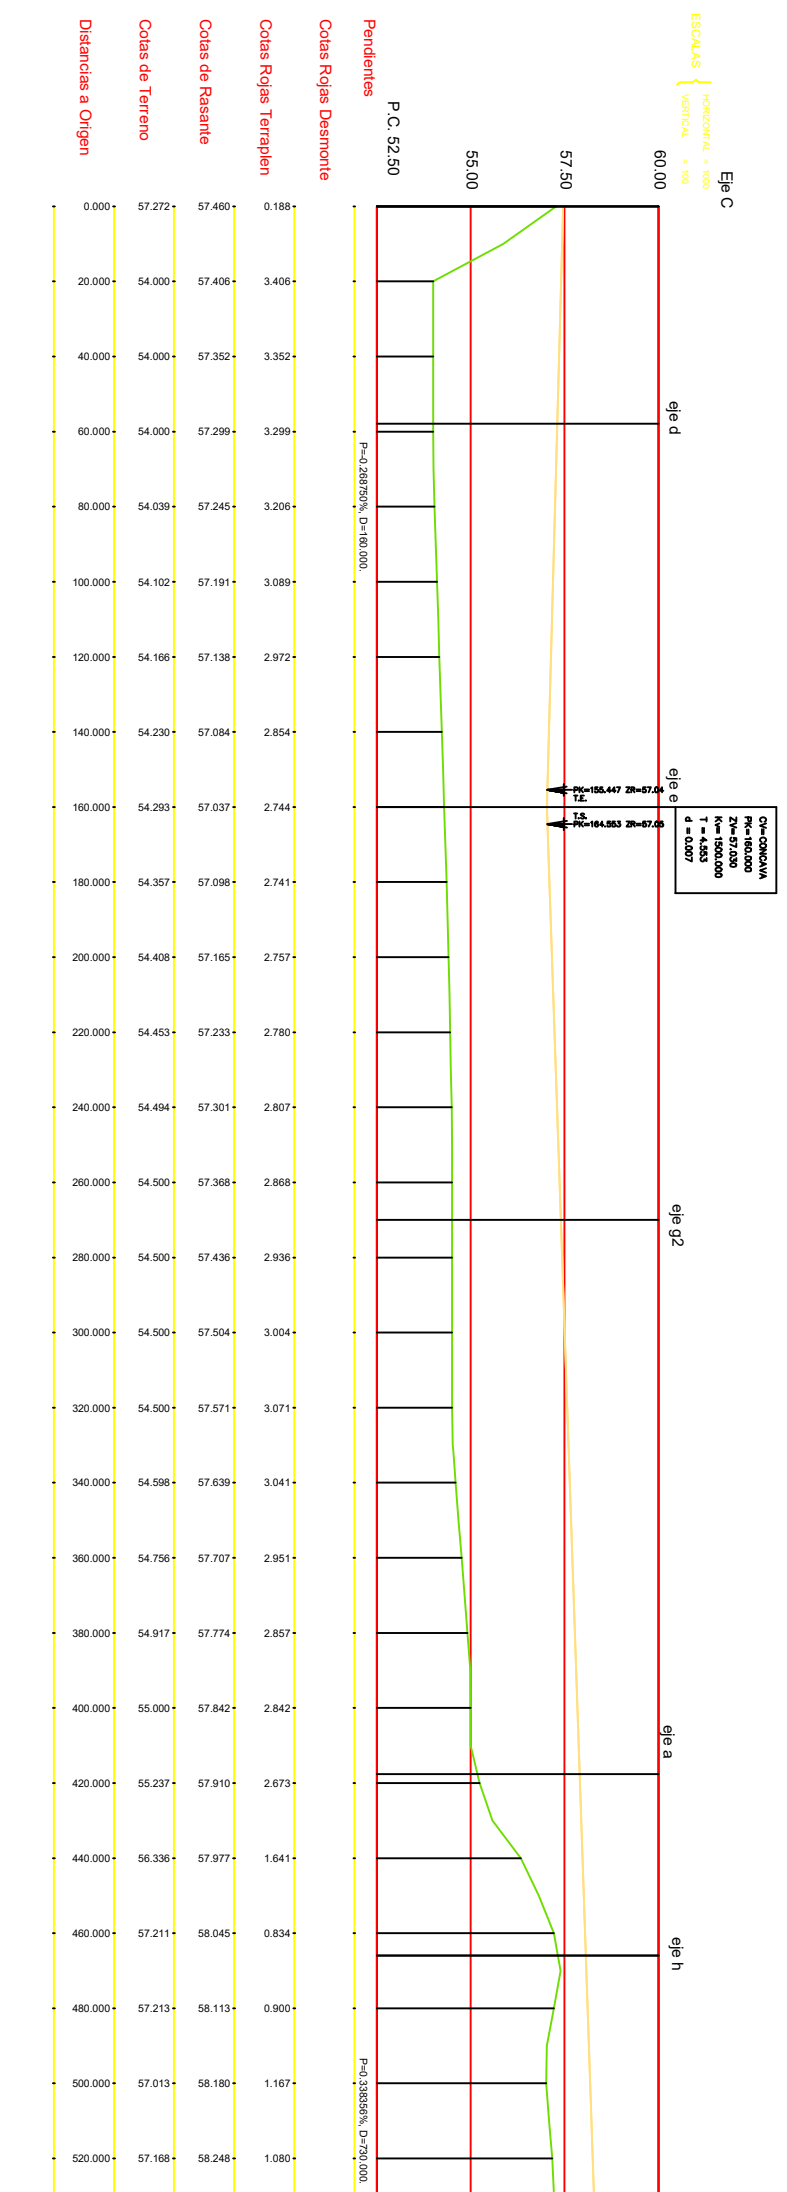 ESCALAS
HORIZONTAL = 1000
VERTICAL = 100
Eje C
60.00
57.50
55.00
P.C. 52.50
eje d
eje e
eje g2
eje a
eje h
CV=CONCAVA
PK=160.000
ZV=57.030
Kv=1500.000
T = 4.553
d = 0.007
PK=155.447 ZR=57.04
T.E.
T.S.
PK=164.553 ZR=57.05
Pendientes
P=-0.268750%, D=160.000.
P=0.338356%, D=730.000.
Cotas Rojas Desmonte
Cotas Rojas Terraplen
0.188 3.406 3.352 3.299 3.206 3.089 2.972 2.854 2.744 2.741 2.757 2.780 2.807 2.868 2.936 3.004 3.071 3.041 2.951 2.857 2.842 2.673 1.641 0.834 0.900 1.167 1.080
Cotas de Rasante
57.460 57.406 57.352 57.299 57.245 57.191 57.138 57.084 57.037 57.098 57.165 57.233 57.301 57.368 57.436 57.504 57.571 57.639 57.707 57.774 57.842 57.910 57.977 58.045 58.113 58.180 58.248
Cotas de Terreno
57.272 54.000 54.000 54.000 54.039 54.102 54.166 54.230 54.293 54.357 54.408 54.453 54.494 54.500 54.500 54.500 54.500 54.598 54.756 54.917 55.000 55.237 56.336 57.211 57.213 57.013 57.168
Distancias a Origen
0.000 20.000 40.000 60.000 80.000 100.000 120.000 140.000 160.000 180.000 200.000 220.000 240.000 260.000 280.000 300.000 320.000 340.000 360.000 380.000 400.000 420.000 440.000 460.000 480.000 500.000 520.000